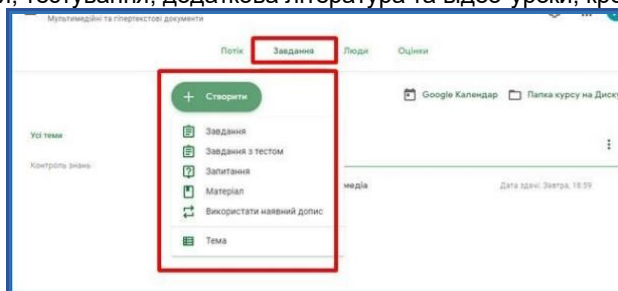 тестування, додаткова література та відео-уроки,
Мультимедійні та гіпертекстові документи
Потік Завдання Люди Оцінки
+ Створити
Google Календар Папка курсу на Диску
Усі теми
Завдання
Завдання з тестом
Контроль знань
Запитання
Матеріал
медіа Дата здачі: Завтра, 18:59
Використати наявний допис
Тема